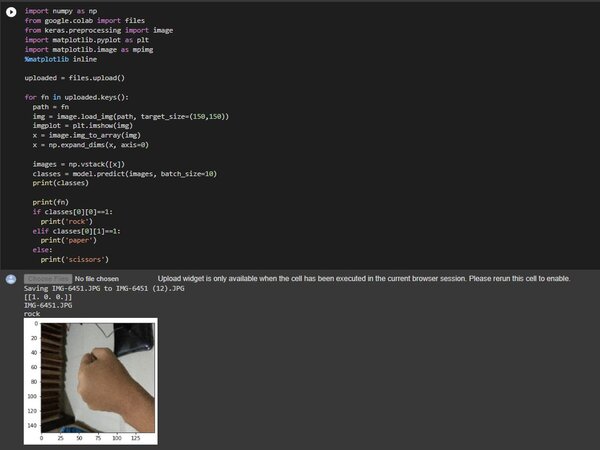 import numpy as np
from google.colab import files
from keras.preprocessing import image
import matplotlib.pyplot as plt
import matplotlib.image as mpimg
%matplotlib inline

uploaded = files.upload()

for fn in uploaded.keys():
  path = fn
  img = image.load_img(path, target_size=(150,150))
  imgplot = plt.imshow(img)
  x = image.img_to_array(img)
  x = np.expand_dims(x, axis=0)

  images = np.vstack([x])
  classes = model.predict(images, batch_size=10)
  print(classes)

  print(fn)
  if classes[0][0]==1:
    print('rock')
  elif classes[0][1]==1:
    print('paper')
  else:
    print('scissors')
Choose Files No file chosen Upload widget is only available when the cell has been executed in the current browser session. Please rerun this cell to enable.
Saving IMG-6451.JPG to IMG-6451 (12).JPG
[[1. 0. 0.]]
IMG-6451.JPG
rock
0
20
40
60
80
100
120
140
0 25 50 75 100 125